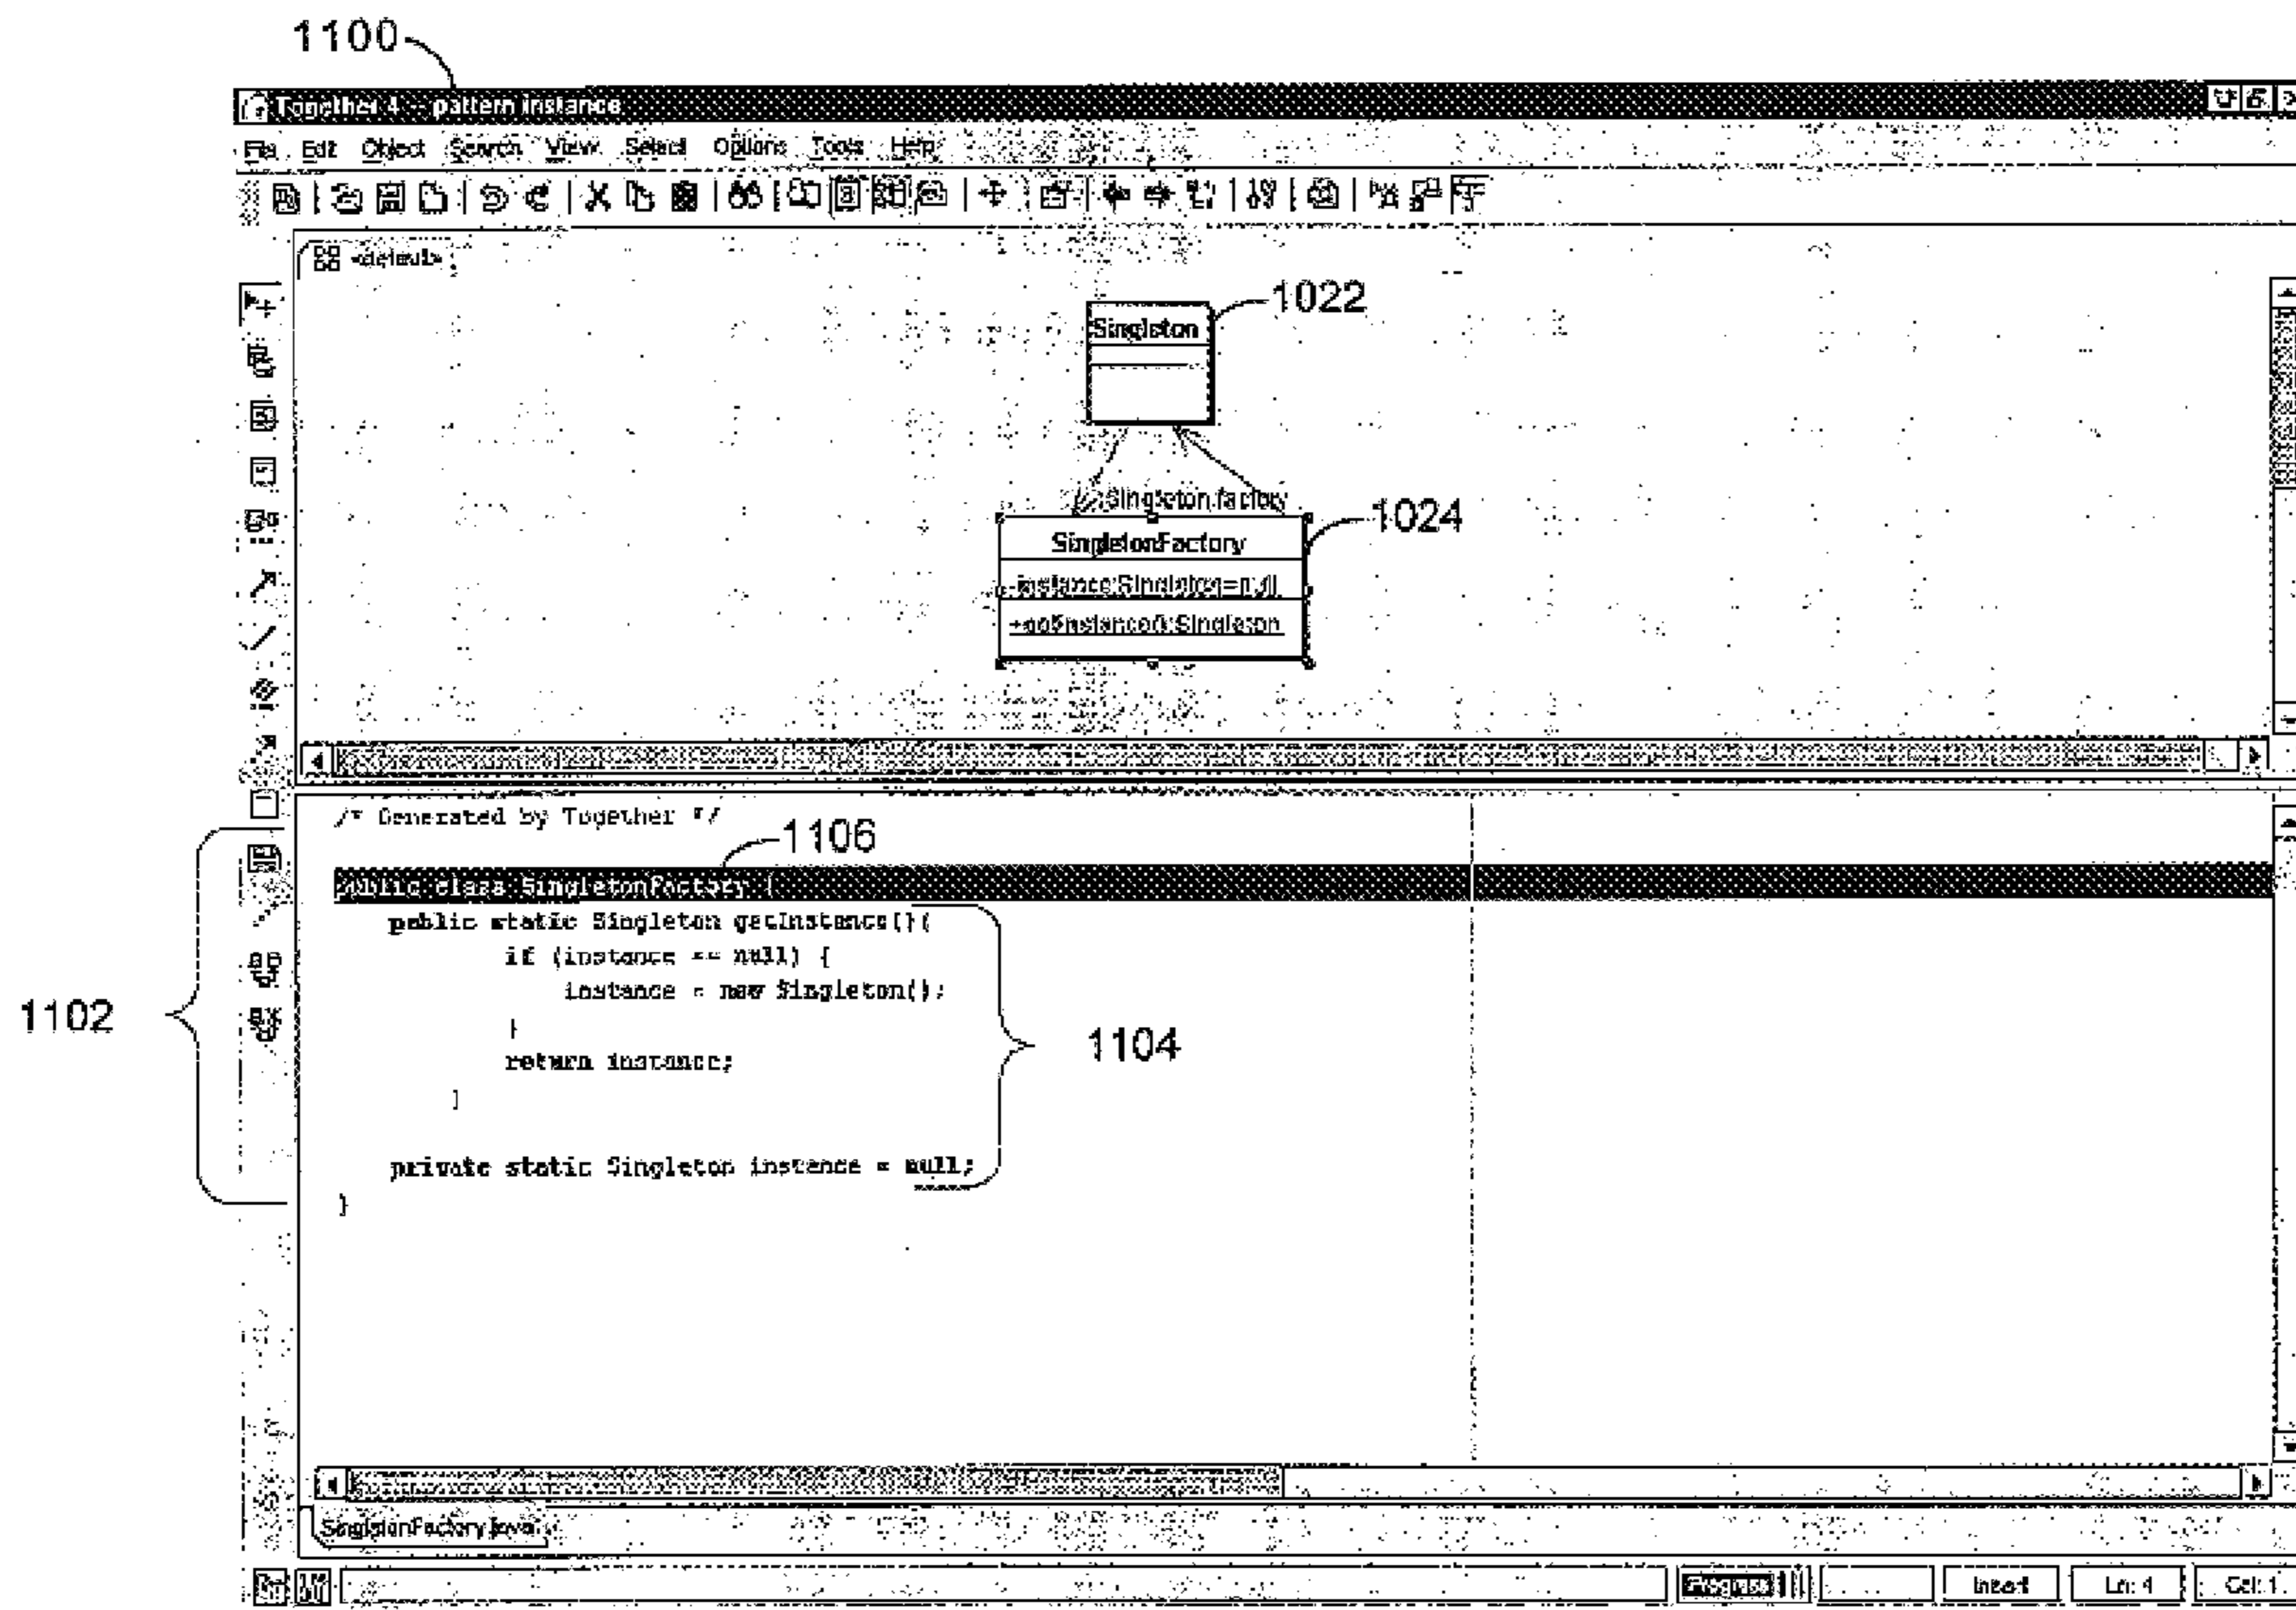 1100
Together 4 -- pattern instance
File Edit Object Search View Select Options Tools Help
<default>
1022
Singleton
Singleton factory
1024
SingletonFactory
-instance:Singleton=null
+getInstance():Singleton
/* Generated by Together */
1106
public class SingletonFactory {
public static Singleton getInstance(){
if (instance == null) {
instance = new Singleton();
}
return instance;
}
1102
1104
private static Singleton instance = null;
}
SingletonFactory.java
Progress
Insert
Ln: 4
Col: 1